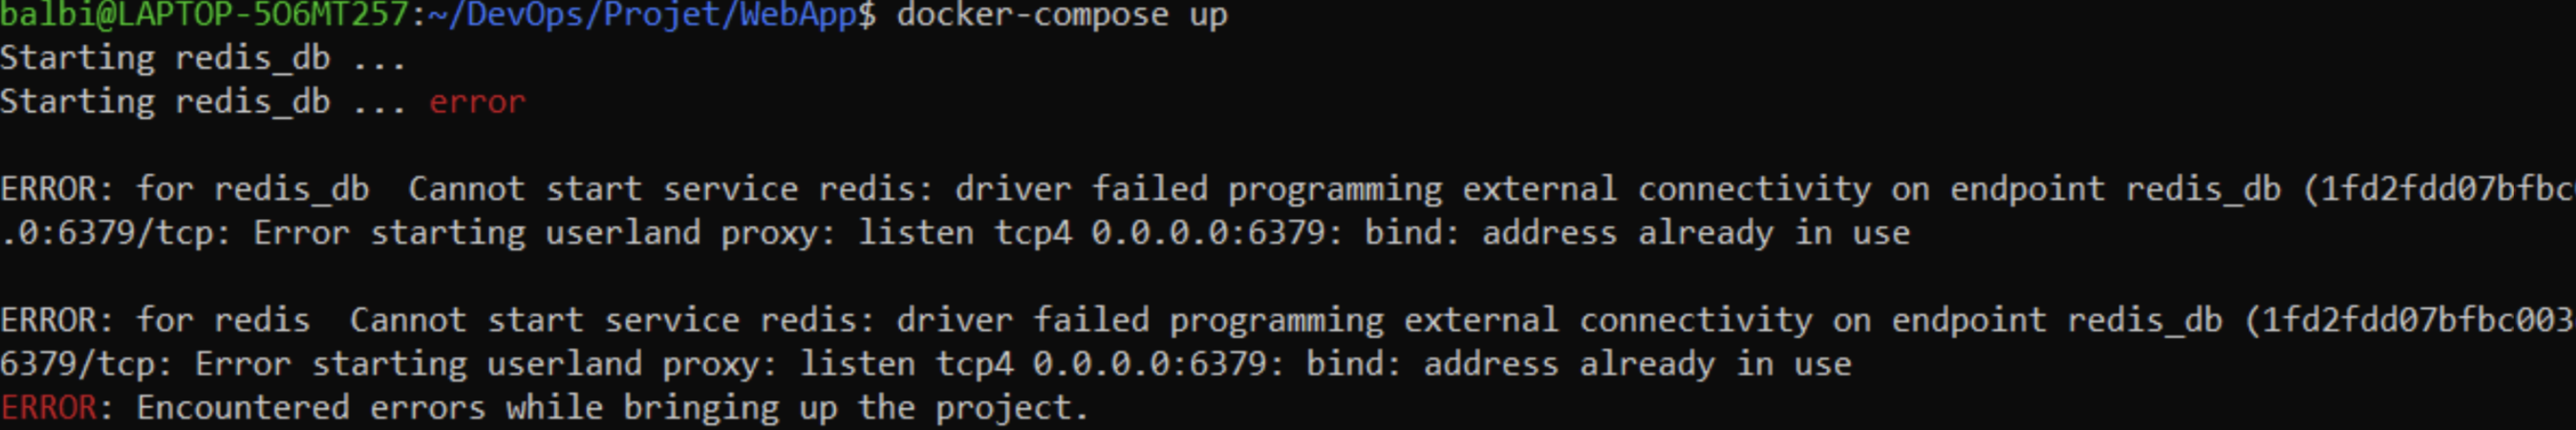 balbi@LAPTOP-5O6MT257:~/DevOps/Projet/WebApp$ docker-compose up
Starting redis_db ...
Starting redis_db ... error
ERROR: for redis_db  Cannot start service redis: driver failed programming external connectivity on endpoint redis_db (1fd2fdd07bfbc
.0:6379/tcp: Error starting userland proxy: listen tcp4 0.0.0.0:6379: bind: address already in use
ERROR: for redis  Cannot start service redis: driver failed programming external connectivity on endpoint redis_db (1fd2fdd07bfbc003
6379/tcp: Error starting userland proxy: listen tcp4 0.0.0.0:6379: bind: address already in use
ERROR: Encountered errors while bringing up the project.